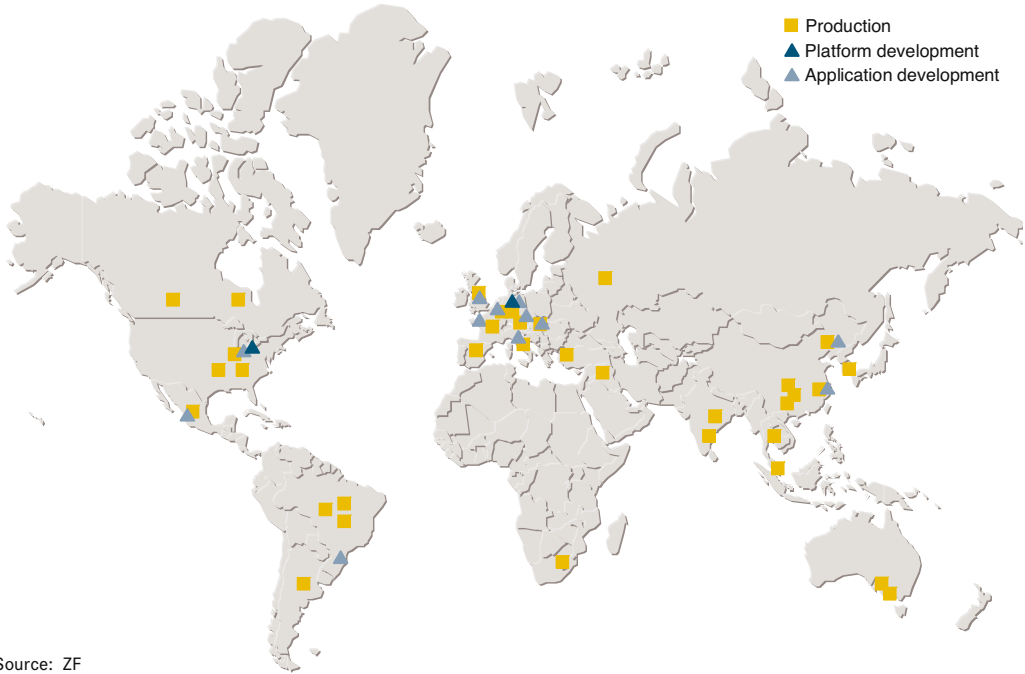 Production
Platform development
Application development
Source: ZF